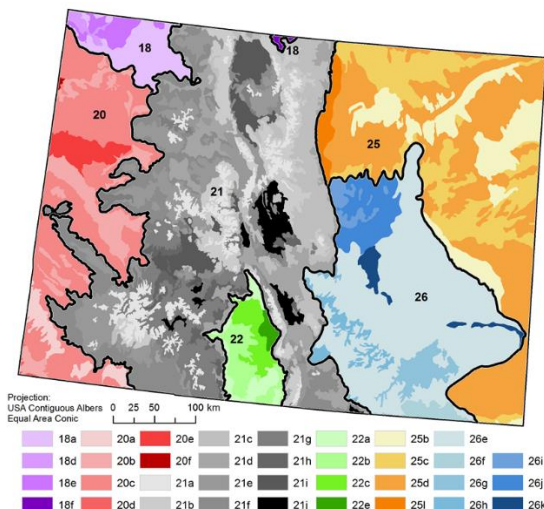 18
18
20
25
21
26
22
Projection:
USA Contiguous Albers
Equal Area Conic
0 25 50 100 km
18a 20a 20e 21c 21g 22a 25b 26e
18d 20b 20f 21d 21h 22b 25c 26f 26i
18e 20c 21a 21e 21i 22c 25d 26g 26j
18f 20d 21b 21f 21j 22e 25l 26h 26k